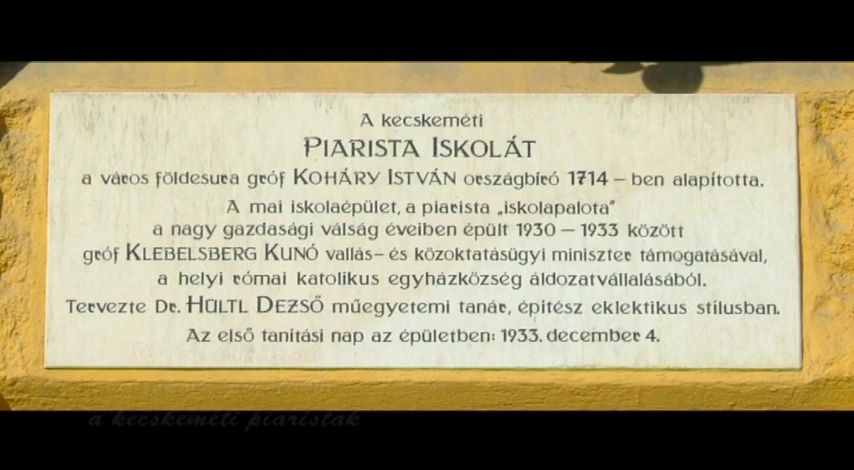 A kecskeméti
PIARISTA ISKOLÁT
a város földesura gróf KOHÁRY ISTVÁN országbíró 1714 – ben alapította.
A mai iskolaépület, a piarista „iskolapalota"
a nagy gazdasági válság éveiben épült 1930 – 1933 között
gróf KLEBELSBERG KUNÓ vallás– és közoktatásügyi miniszter támogatásával,
a helyi római katolikus egyházközség áldozatvállalásából.
Tervezte Dr. HÜLTL DEZSŐ műegyetemi tanár, építész eklektikus stílusban.
Az első tanítási nap az épületben: 1933. december 4.
a kecskeméti piaristák